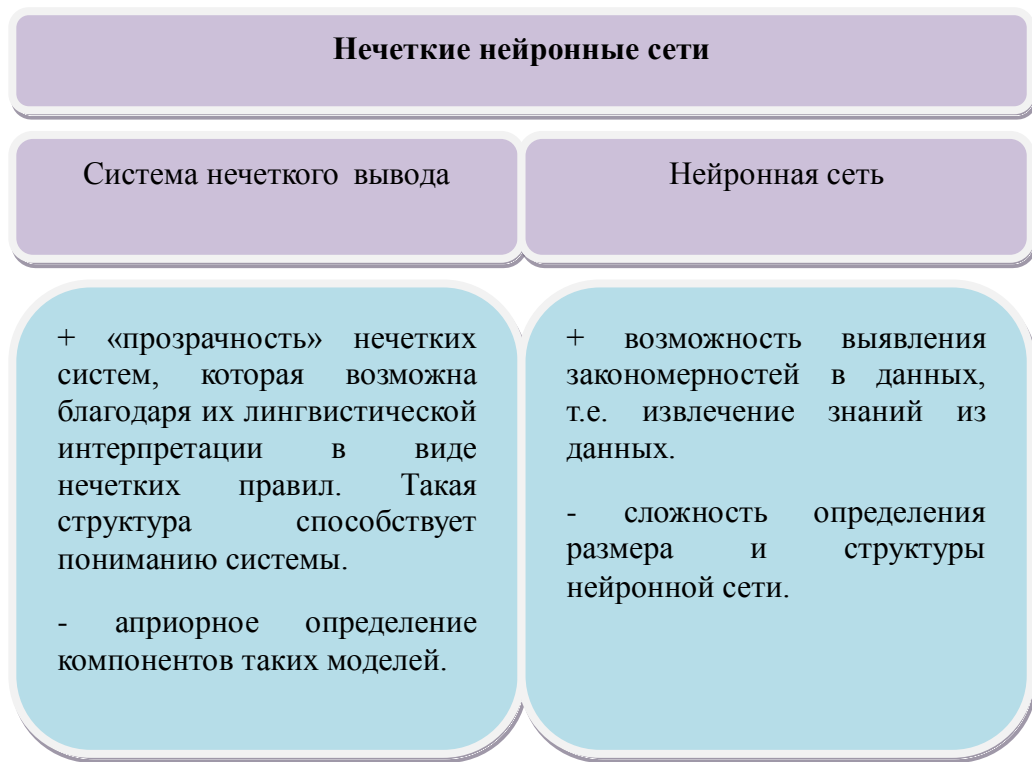 Нечеткие нейронные сети
Система нечеткого вывода
Нейронная сеть
+ «прозрачность» нечетких
систем, которая возможна
благодаря их лингвистической
интерпретации в виде
нечетких правил. Такая
структура способствует
пониманию системы.
- априорное определение
компонентов таких моделей.
+ возможность выявления
закономерностей в данных,
т.е. извлечение знаний из
данных.
- сложность определения
размера и структуры
нейронной сети.